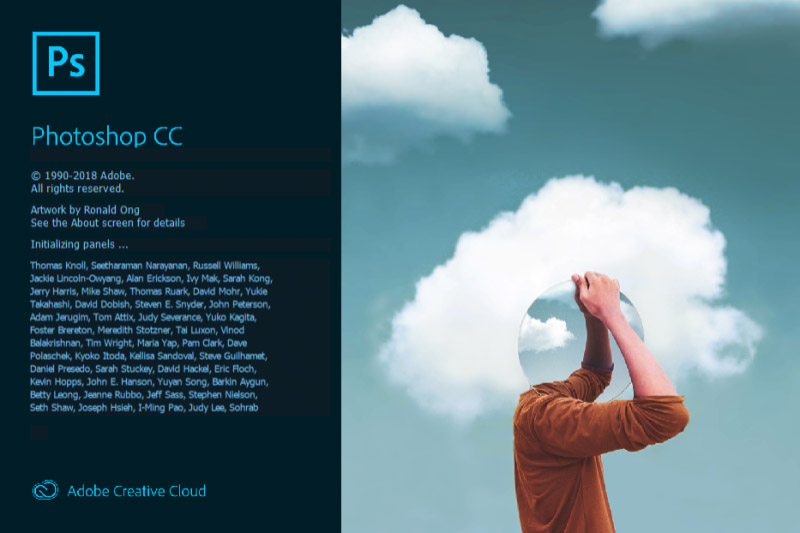 Ps
Photoshop CC
© 1990-2018 Adobe.
All rights reserved.
Artwork by Ronald Ong
See the About screen for details
Initializing panels ...
Thomas Knoll, Seetharaman Narayanan, Russell Williams,
Jackie Lincoln-Owyang, Alan Erickson, Ivy Mak, Sarah Kong,
Jerry Harris, Mike Shaw, Thomas Ruark, David Mohr, Yukie
Takahashi, David Dobish, Steven E. Snyder, John Peterson,
Adam Jerugim, Tom Attix, Judy Severance, Yuko Kagita,
Foster Brereton, Meredith Stotzner, Tai Luxon, Vinod
Balakrishnan, Tim Wright, Maria Yap, Pam Clark, Dave
Polaschek, Kyoko Itoda, Kellisa Sandoval, Steve Guilhamet,
Daniel Presedo, Sarah Stuckey, David Hackel, Eric Floch,
Kevin Hopps, John E. Hanson, Yuyan Song, Barkin Aygun,
Betty Leong, Jeanne Rubbo, Jeff Sass, Stephen Nielson,
Seth Shaw, Joseph Hsieh, I-Ming Pao, Judy Lee, Sohrab
Adobe Creative Cloud